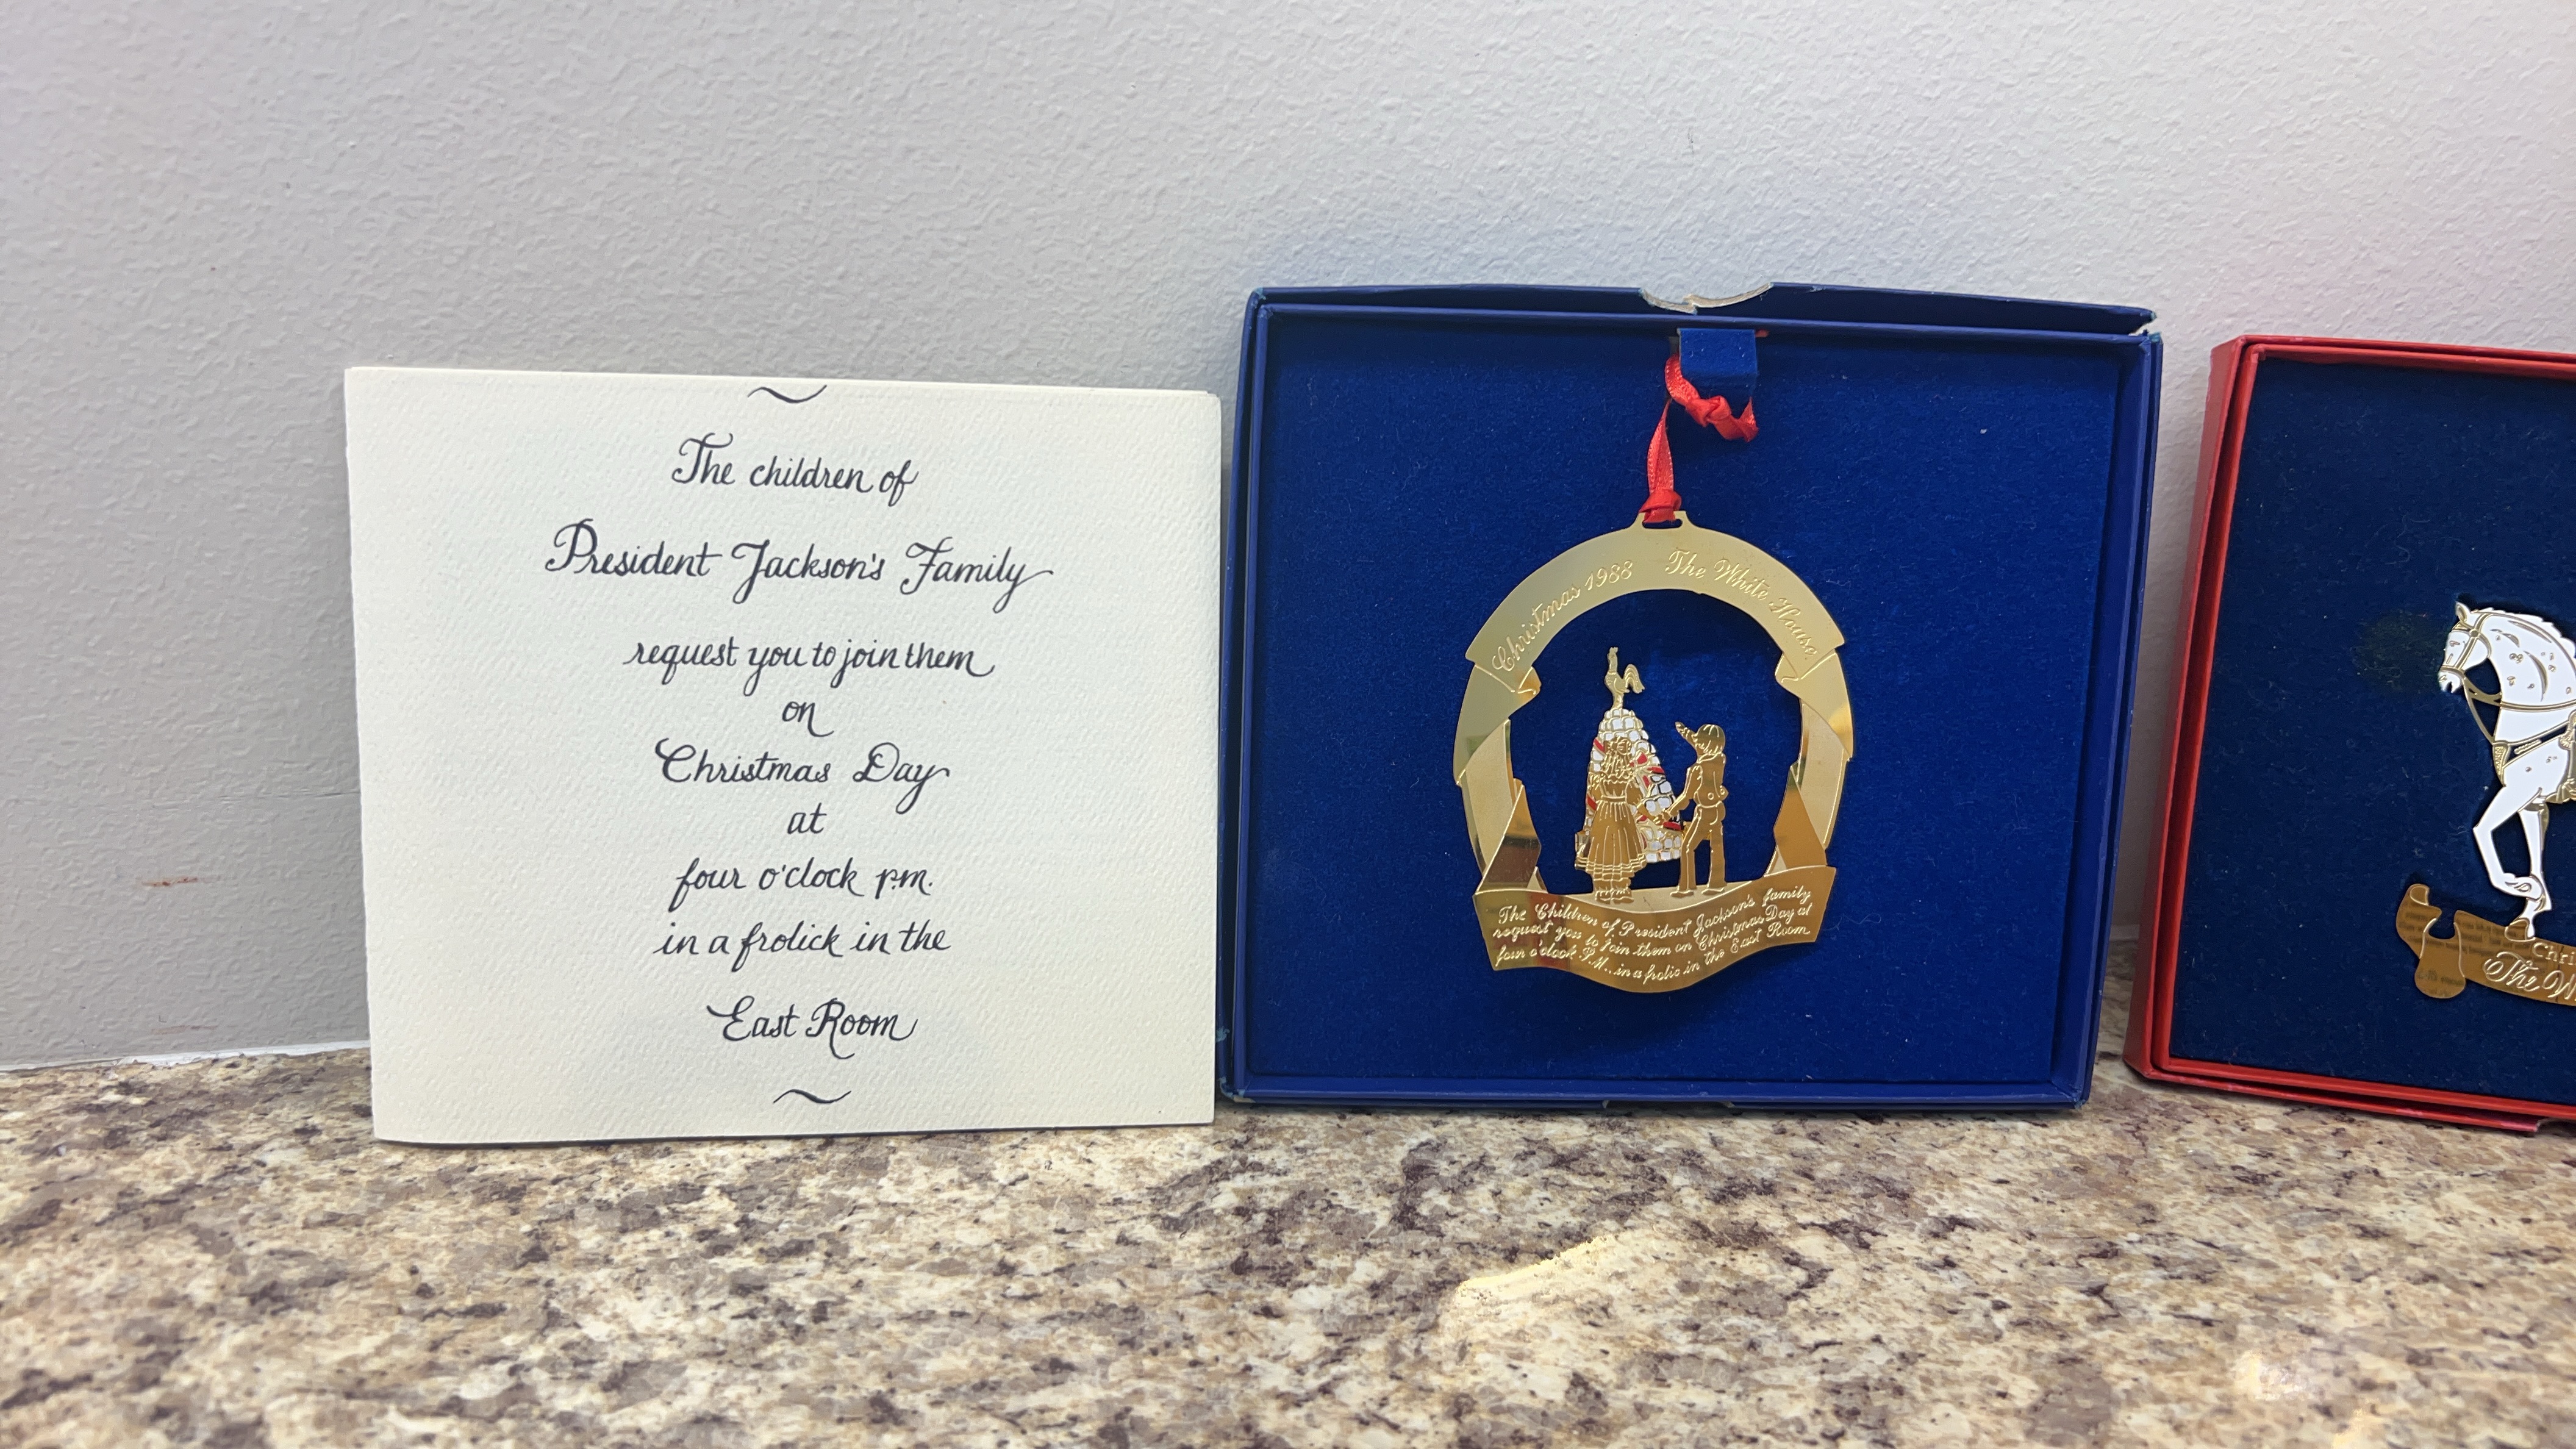 The children of
President Jackson's Family
request you to join them
on
Christmas Day
at
four o'clock p.m.
in a frolick in the
East Room
Christmas 1988 The White House
The Children of President Jackson's family
request you to join them on Christmas Day at
four o'clock P.M.. in a frolic in the East Room
Chri
The W